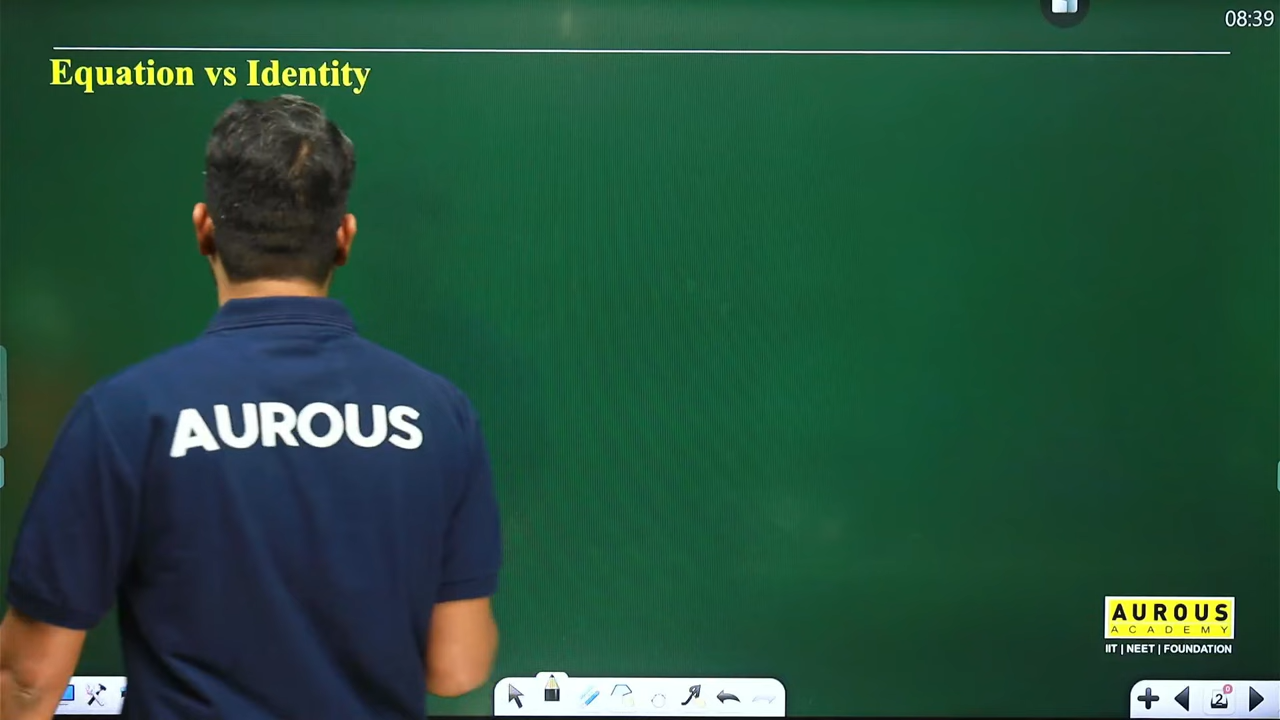 08:39
Equation vs Identity
AUROUS
AUROUS
ACADEMY
IIT | NEET | FOUNDATION
2